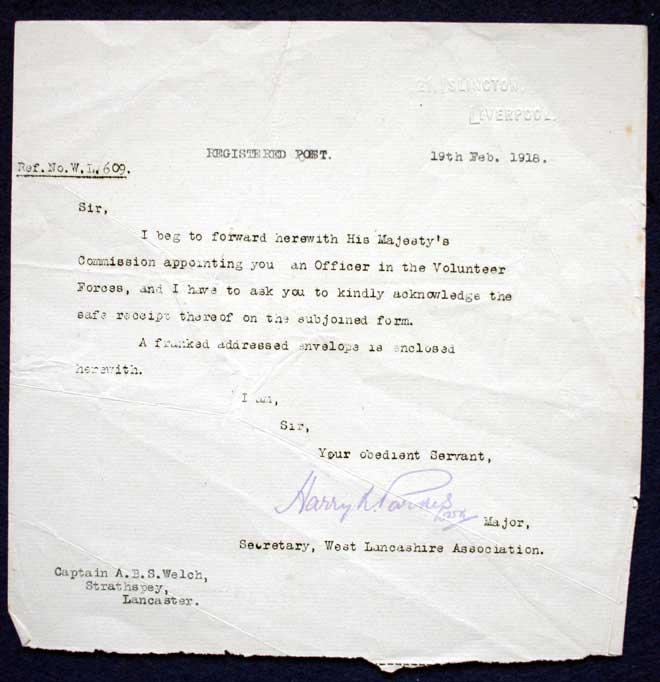 21, ISLINGTON,
LIVERPOOL.
REGISTERED POST.
19th Feb. 1918.
Ref.No.W.L.609.
Sir,
I beg to forward herewith His Majesty's
Commission appointing you an Officer in the Volunteer
Forces, and I have to ask you to kindly acknowledge the
safe receipt thereof on the subjoined form.
A franked addressed envelope is enclosed
herewith.
I am,
Sir,
Your obedient Servant,
Harry
Major,
Secretary, West Lancashire Association.
Captain A.B.S.Welch,
Strathspey,
Lancaster.